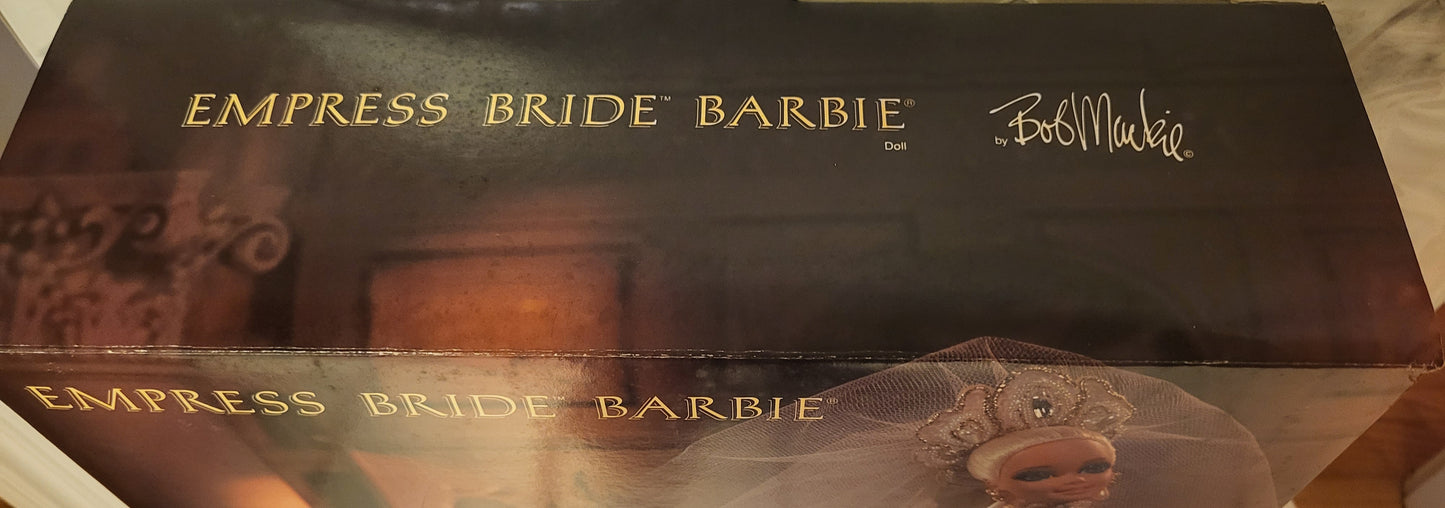 EMPRESS BRIDE™ BARBIE® by Bob Mackie©
Doll
EMPRESS BRIDE™ BARBIE®